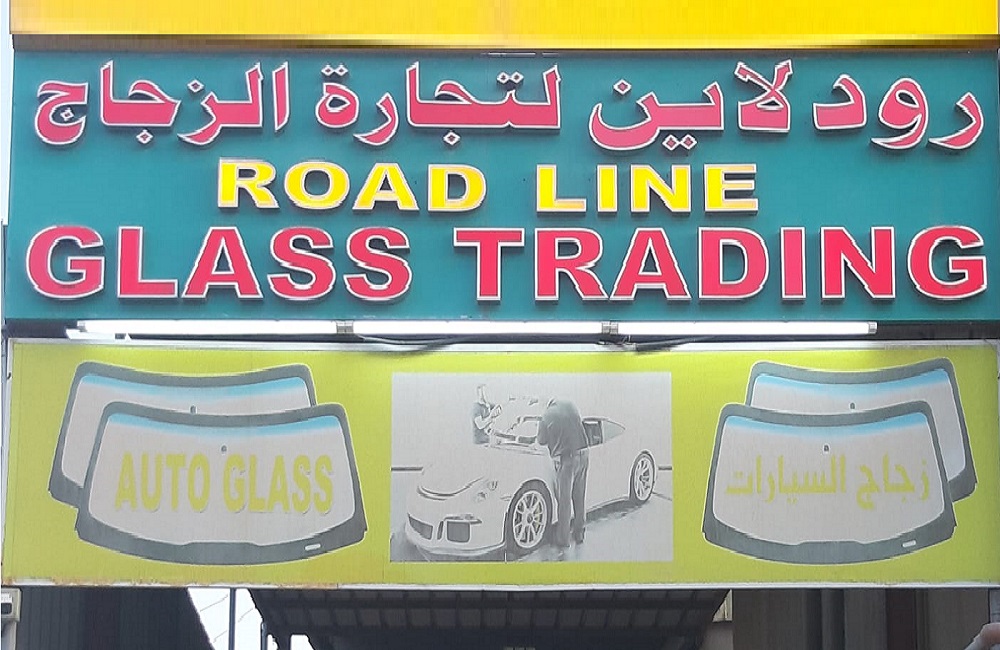 رود لاين لتجارة الزجاج
ROAD LINE
GLASS TRADING
AUTO GLASS
زجاج السيارات